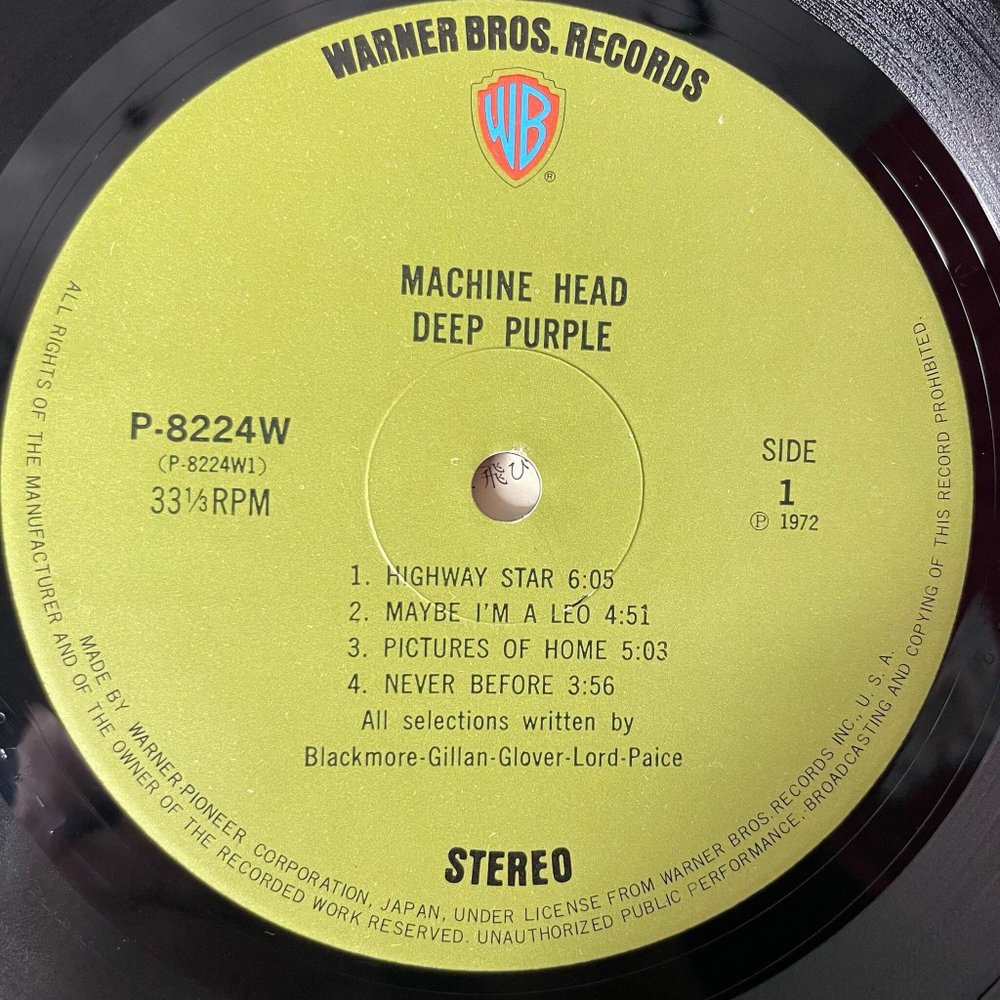 WARNER BROS. RECORDS
WB
®
MACHINE HEAD
DEEP PURPLE
P-8224W
(P-8224W1)
33⅓RPM
飛び
SIDE
1
℗ 1972
1. HIGHWAY STAR 6:05
2. MAYBE I'M A LEO 4:51
3. PICTURES OF HOME 5:03
4. NEVER BEFORE 3:56
All selections written by
Blackmore-Gillan-Glover-Lord-Paice
STEREO
MADE BY WARNER-PIONEER CORPORATION, JAPAN, UNDER LICENSE FROM WARNER BROS. RECORDS INC., U. S. A.
ALL RIGHTS OF THE MANUFACTURER AND OF THE OWNER OF THE RECORDED WORK RESERVED. UNAUTHORIZED PUBLIC PERFORMANCE, BROADCASTING AND COPYING OF THIS RECORD PROHIBITED.